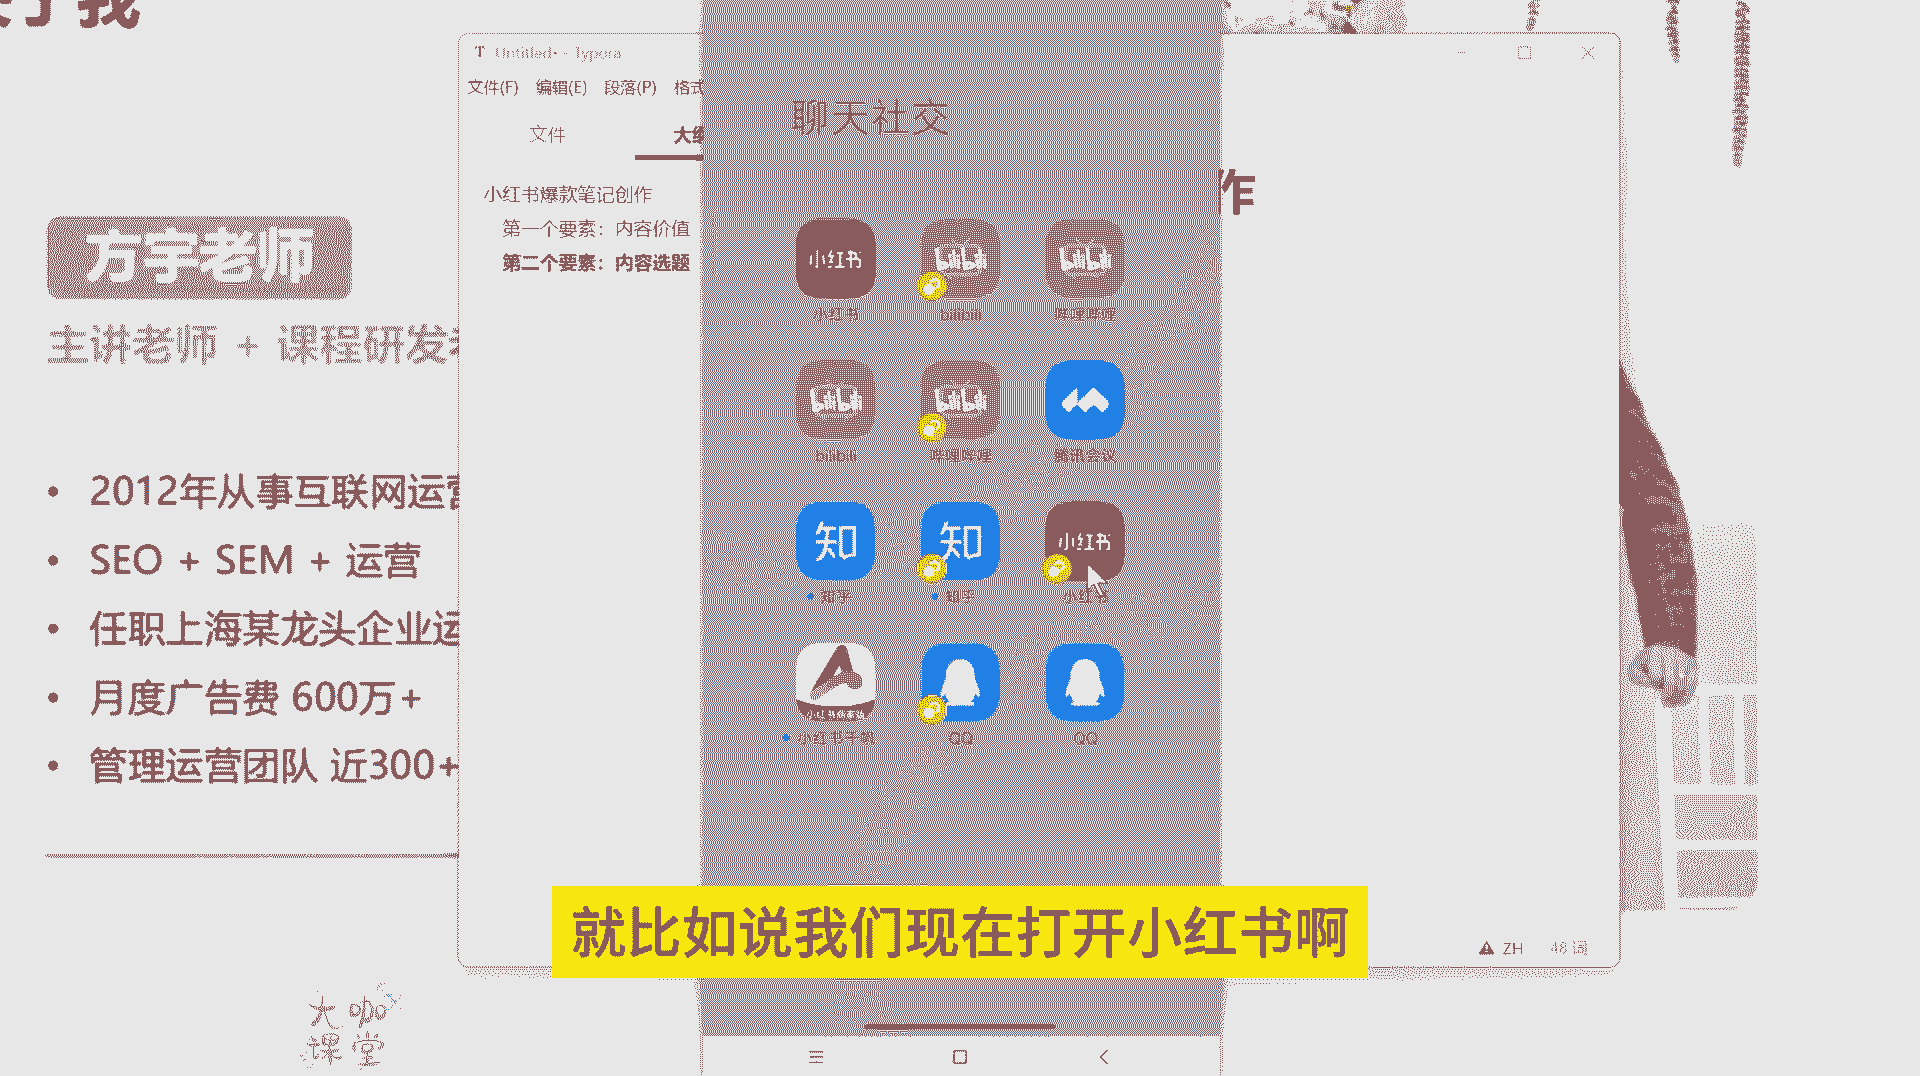 Untitled• - Typora
文件(F) 编辑(E) 段落(P) 格式
文件
小红书爆款笔记创作
第一个要素：内容价值
第二个要素：内容选题
作
方宇老师
主讲老师 + 课程研发
2012年从事互联网运营
SEO + SEM + 运营
任职上海某龙头企业运
月度广告费 600万+
管理运营团队 近300+
聊天社交
小红书
bilibili
bilibili
小红书
bilibili
哔哩哔哩
bilibili
bilibili
bilibili
哔哩哔哩
腾讯会议
知
知
小红书
知乎
知乎
小红书
QQ
QQ
就比如说我们现在打开小红书啊
ZH 48 词
大咖
课堂